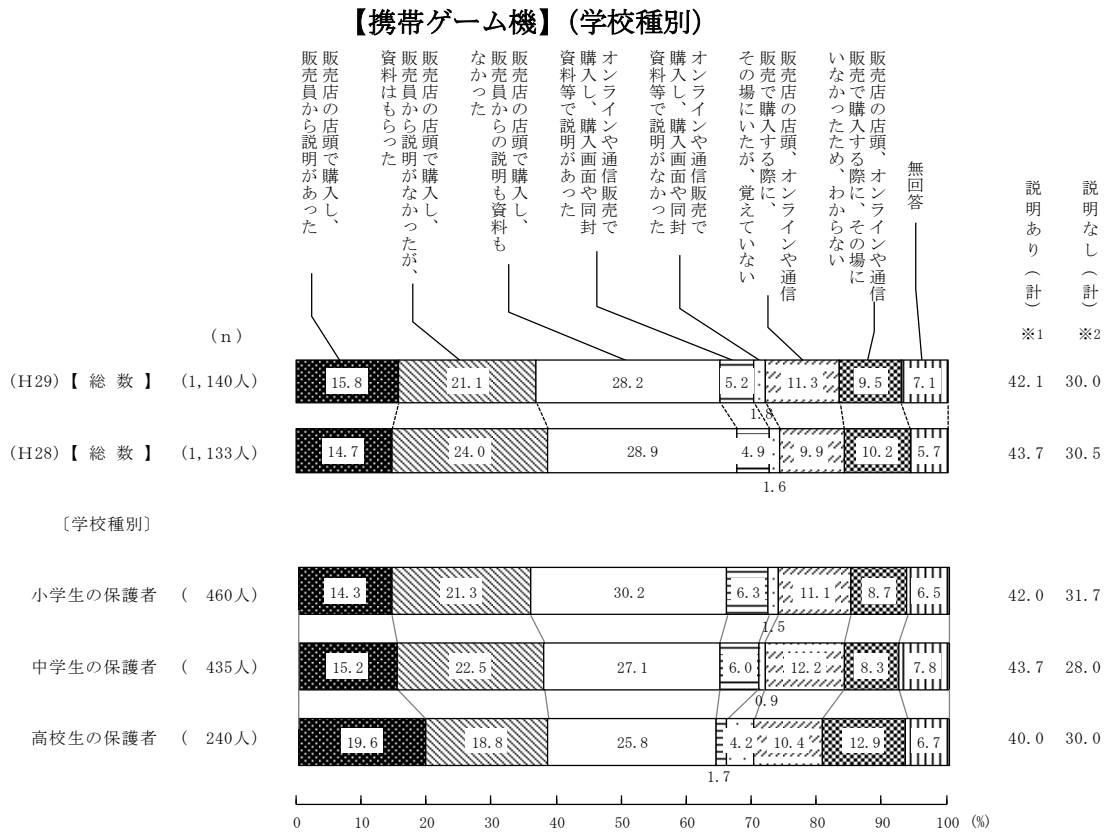 【携帯ゲーム機】(学校種別)
販売店の店頭で購入し、
販売員から説明があった
販売店の店頭で購入し、
販売員から説明がなかったが、
資料はもらった
販売店の店頭で購入し、
販売員からの説明も資料も
なかった
オンラインや通信販売で
購入し、購入画面や同封
資料等で説明があった
オンラインや通信販売で
購入し、購入画面や同封
資料等で説明がなかった
販売店の店頭、オンラインや通信
販売で購入する際に、
その場にいたが、覚えていない
販売店の店頭、オンラインや通信
販売で購入する際に、その場に
いなかったため、わからない
無回答
説明あり(計)
※1
説明なし(計)
※2
(n)
(H29)【 総 数 】 (1,140人) 15.8 21.1 28.2 5.2 11.3 9.5 7.1 42.1 30.0
1.8
(H28)【 総 数 】 (1,133人) 14.7 24.0 28.9 4.9 9.9 10.2 5.7 43.7 30.5
1.6
〔学校種別〕
小学生の保護者 ( 460人) 14.3 21.3 30.2 6.3 11.1 8.7 6.5 42.0 31.7
1.5
中学生の保護者 ( 435人) 15.2 22.5 27.1 6.0 12.2 8.3 7.8 43.7 28.0
0.9
高校生の保護者 ( 240人) 19.6 18.8 25.8 4.2 10.4 12.9 6.7 40.0 30.0
1.7
0 10 20 30 40 50 60 70 80 90 100 (%)